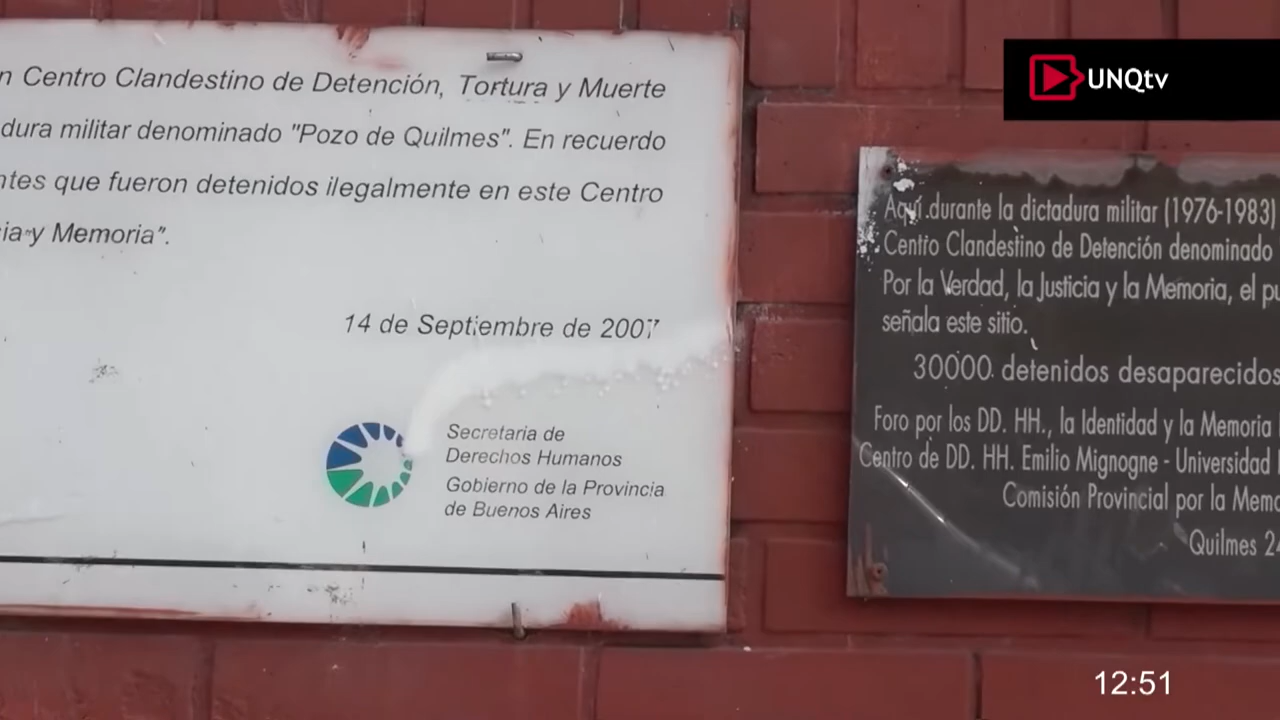 n Centro Clandestino de Detención, Tortura y Muerte
dura militar denominado "Pozo de Quilmes". En recuerdo
ntes que fueron detenidos ilegalmente en este Centro
ia y Memoria".
14 de Septiembre de 2007
Secretaria de
Derechos Humanos
Gobierno de la Provincia
de Buenos Aires
UNQtv
Aquí durante la dictadura militar (1976-1983)
Centro Clandestino de Detención denominado
Por la Verdad, la Justicia y la Memoria, el pu
señala este sitio.
30000 detenidos desaparecidos
Foro por los DD. HH., la Identidad y la Memoria
Centro de DD. HH. Emilio Mignogne - Universidad
Comisión Provincial por la Memo
Quilmes 24
12:51